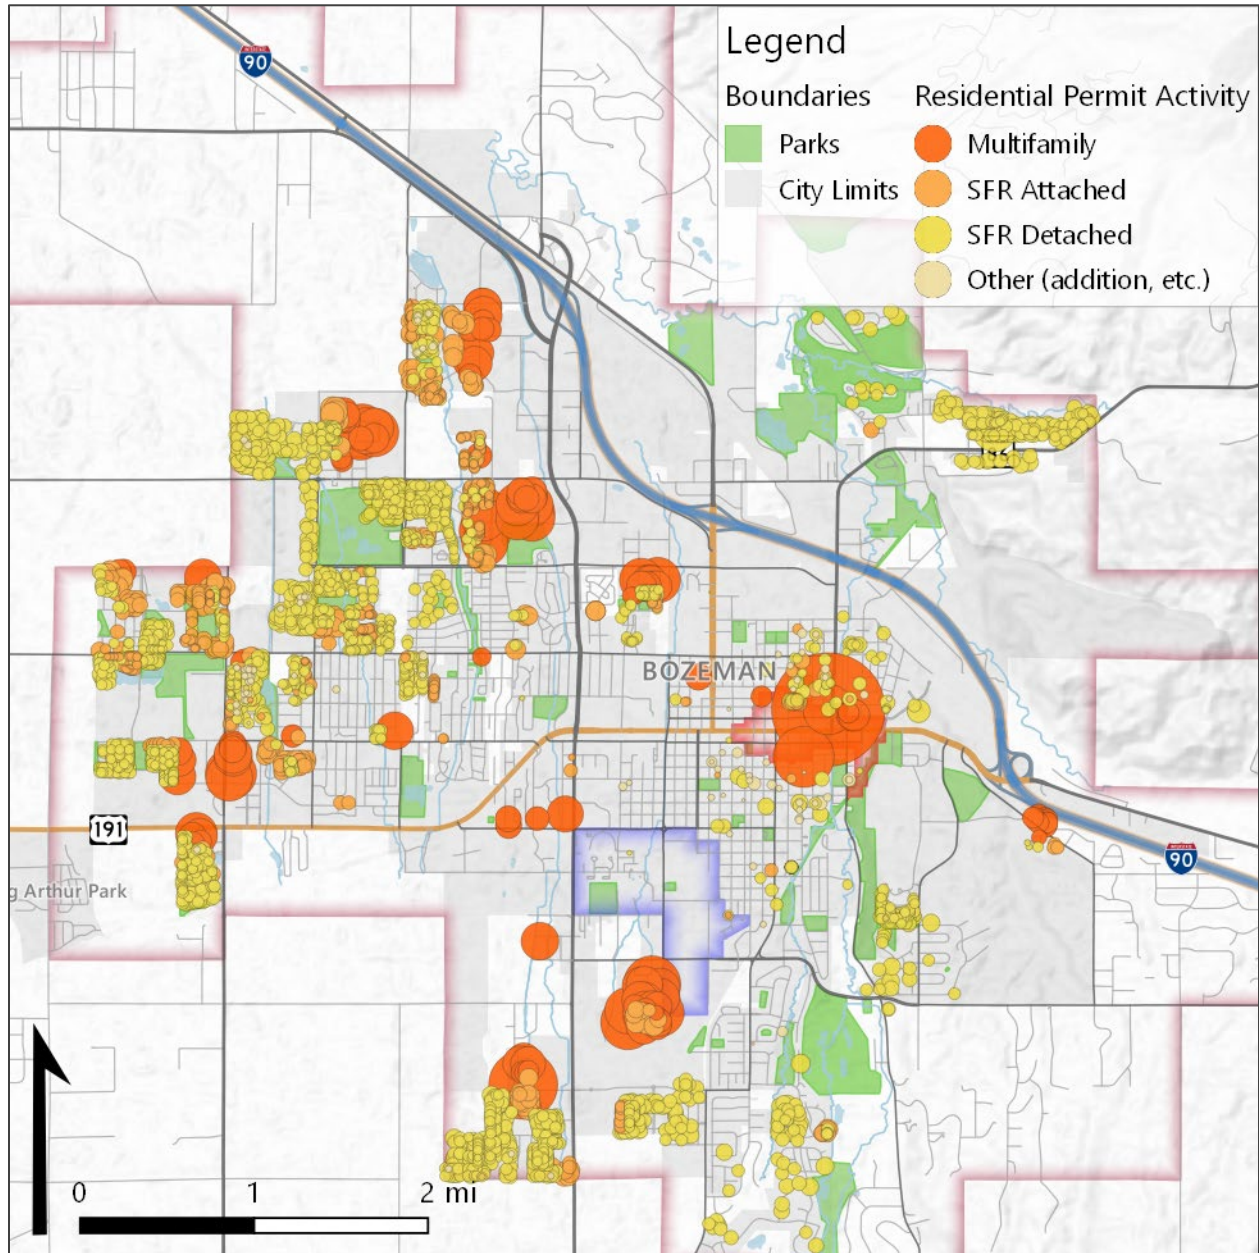 Legend
Boundaries
Residential Permit Activity
Parks
Multifamily
City Limits
SFR Attached
SFR Detached
Other (addition, etc.)
90
BOZEMAN
191
90
g Arthur Park
0 1 2 mi